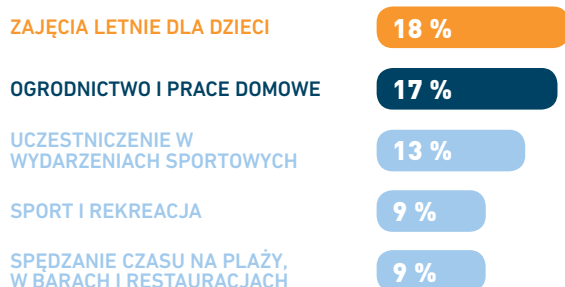 ZAJĘCIA LETNIE DLA DZIECI 18 %
OGRODNICTWO I PRACE DOMOWE 17 %
UCZESTNICZENIE W
WYDARZENIACH SPORTOWYCH 13 %
SPORT I REKREACJA 9 %
SPĘDZANIE CZASU NA PLAŻY,
W BARACH I RESTAURACJACH 9 %